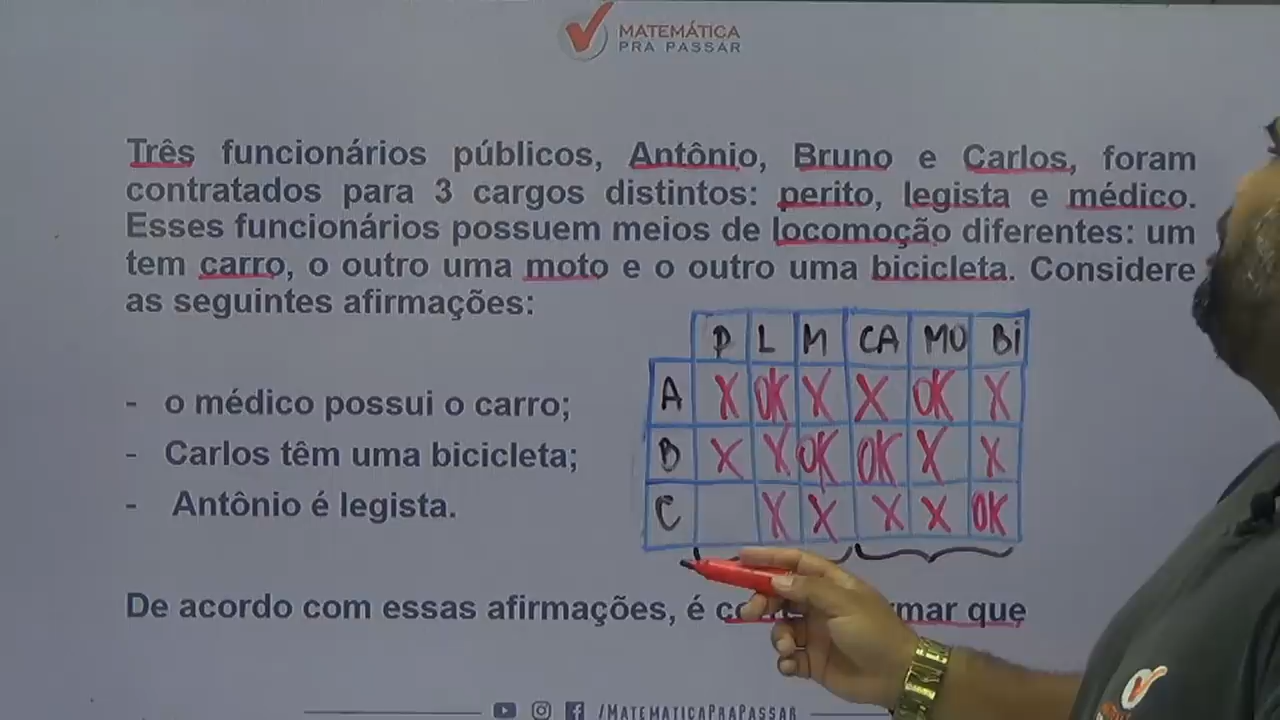 MATEMÁTICA
PRA PASSAR
Três funcionários públicos, Antônio, Bruno e Carlos, foram
contratados para 3 cargos distintos: perito, legista e médico.
Esses funcionários possuem meios de locomoção diferentes: um
tem carro, o outro uma moto e o outro uma bicicleta. Considere
as seguintes afirmações:
- o médico possui o carro;
- Carlos têm uma bicicleta;
- Antônio é legista.
P L M CA MO Bi
A X OK X X OK X
B X X OK OK X X
C X X X X OK
De acordo com essas afirmações, é que
/MATEMATICAPRAPASSAR